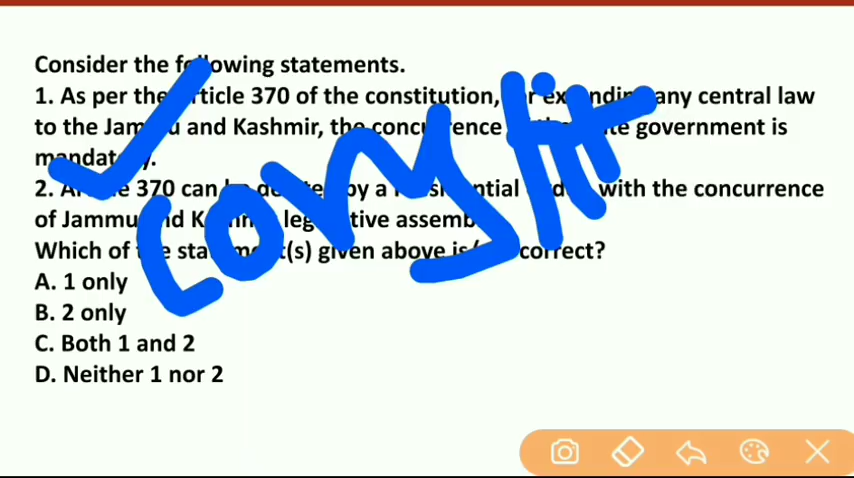 Consider the following statements.
1. As per the Article 370 of the constitution, for extending any central law
to the Jammu and Kashmir, the concurrence of the state government is
mandatory.
2. Article 370 can be deleted by a presidential order with the concurrence
of Jammu and Kashmir legislative assembly.
Which of the statement(s) given above is/are correct?
A. 1 only
B. 2 only
C. Both 1 and 2
D. Neither 1 nor 2